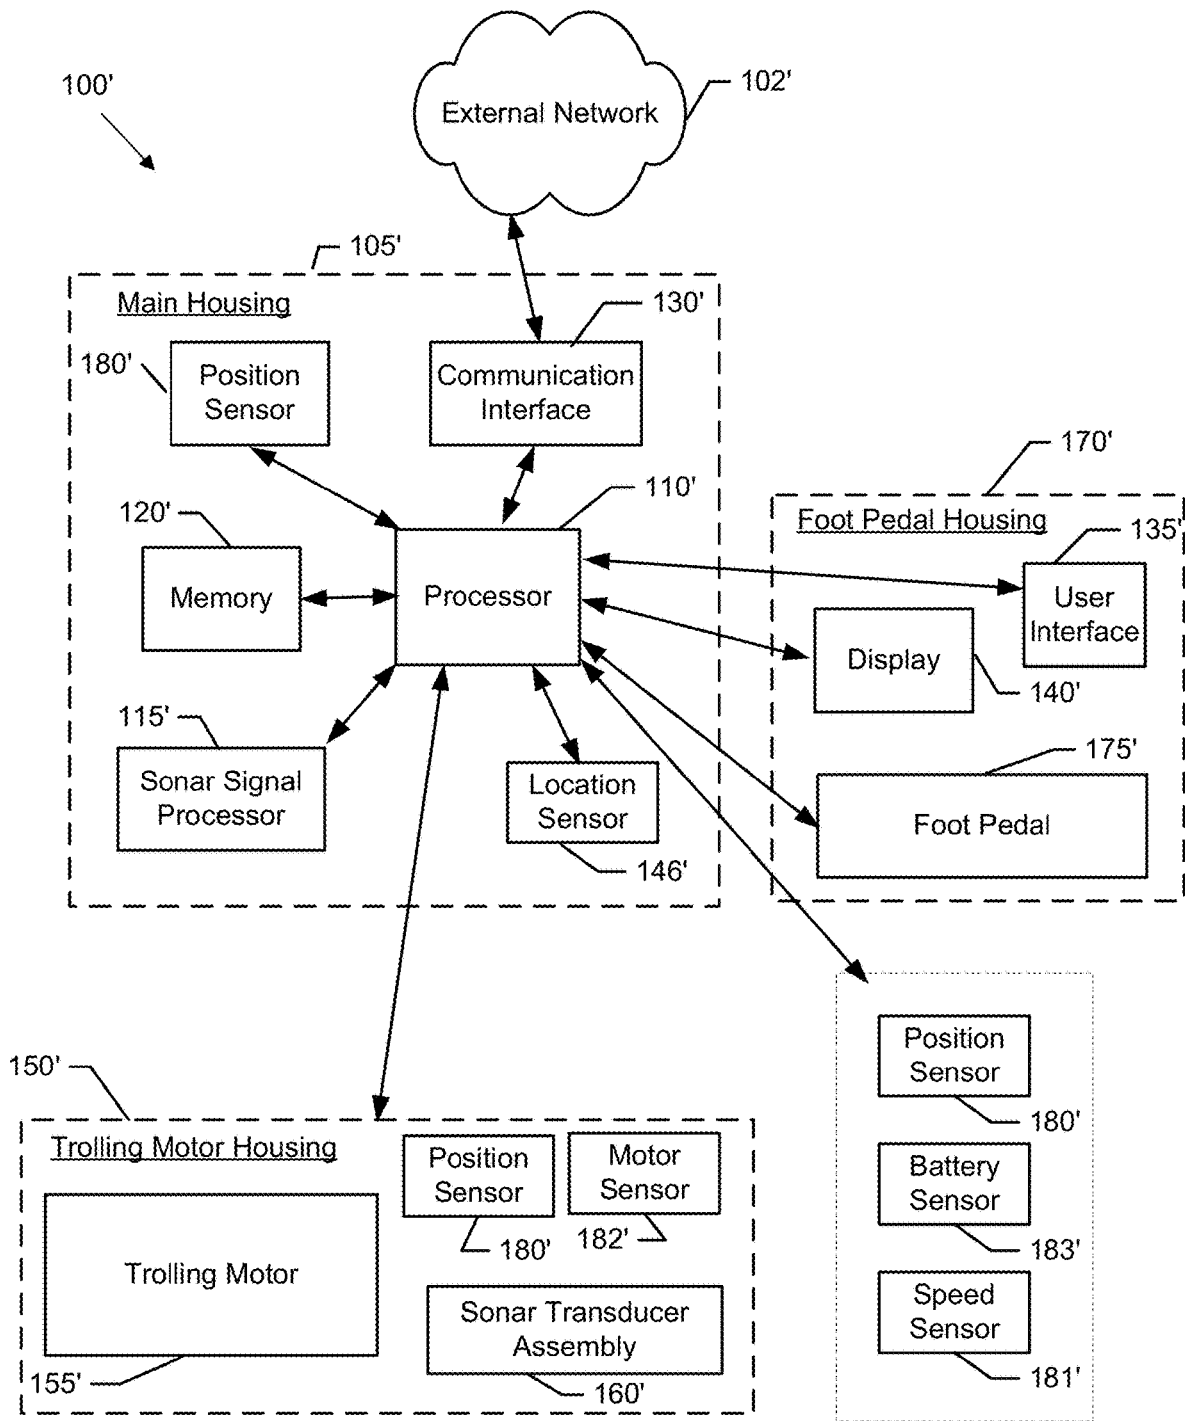 100'
External Network
102'
105'
Main Housing
130'
180'
Position
Sensor
Communication
Interface
110'
170'
120'
Foot Pedal Housing
135'
Memory
Processor
User
Interface
Display
140'
115'
175'
Sonar Signal
Processor
Location
Sensor
Foot Pedal
146'
Position
Sensor
180'
150'
Trolling Motor Housing
Position
Sensor
Motor
Sensor
Battery
Sensor
180'
182'
183'
Trolling Motor
Sonar Transducer
Assembly
Speed
Sensor
155'
160'
181'